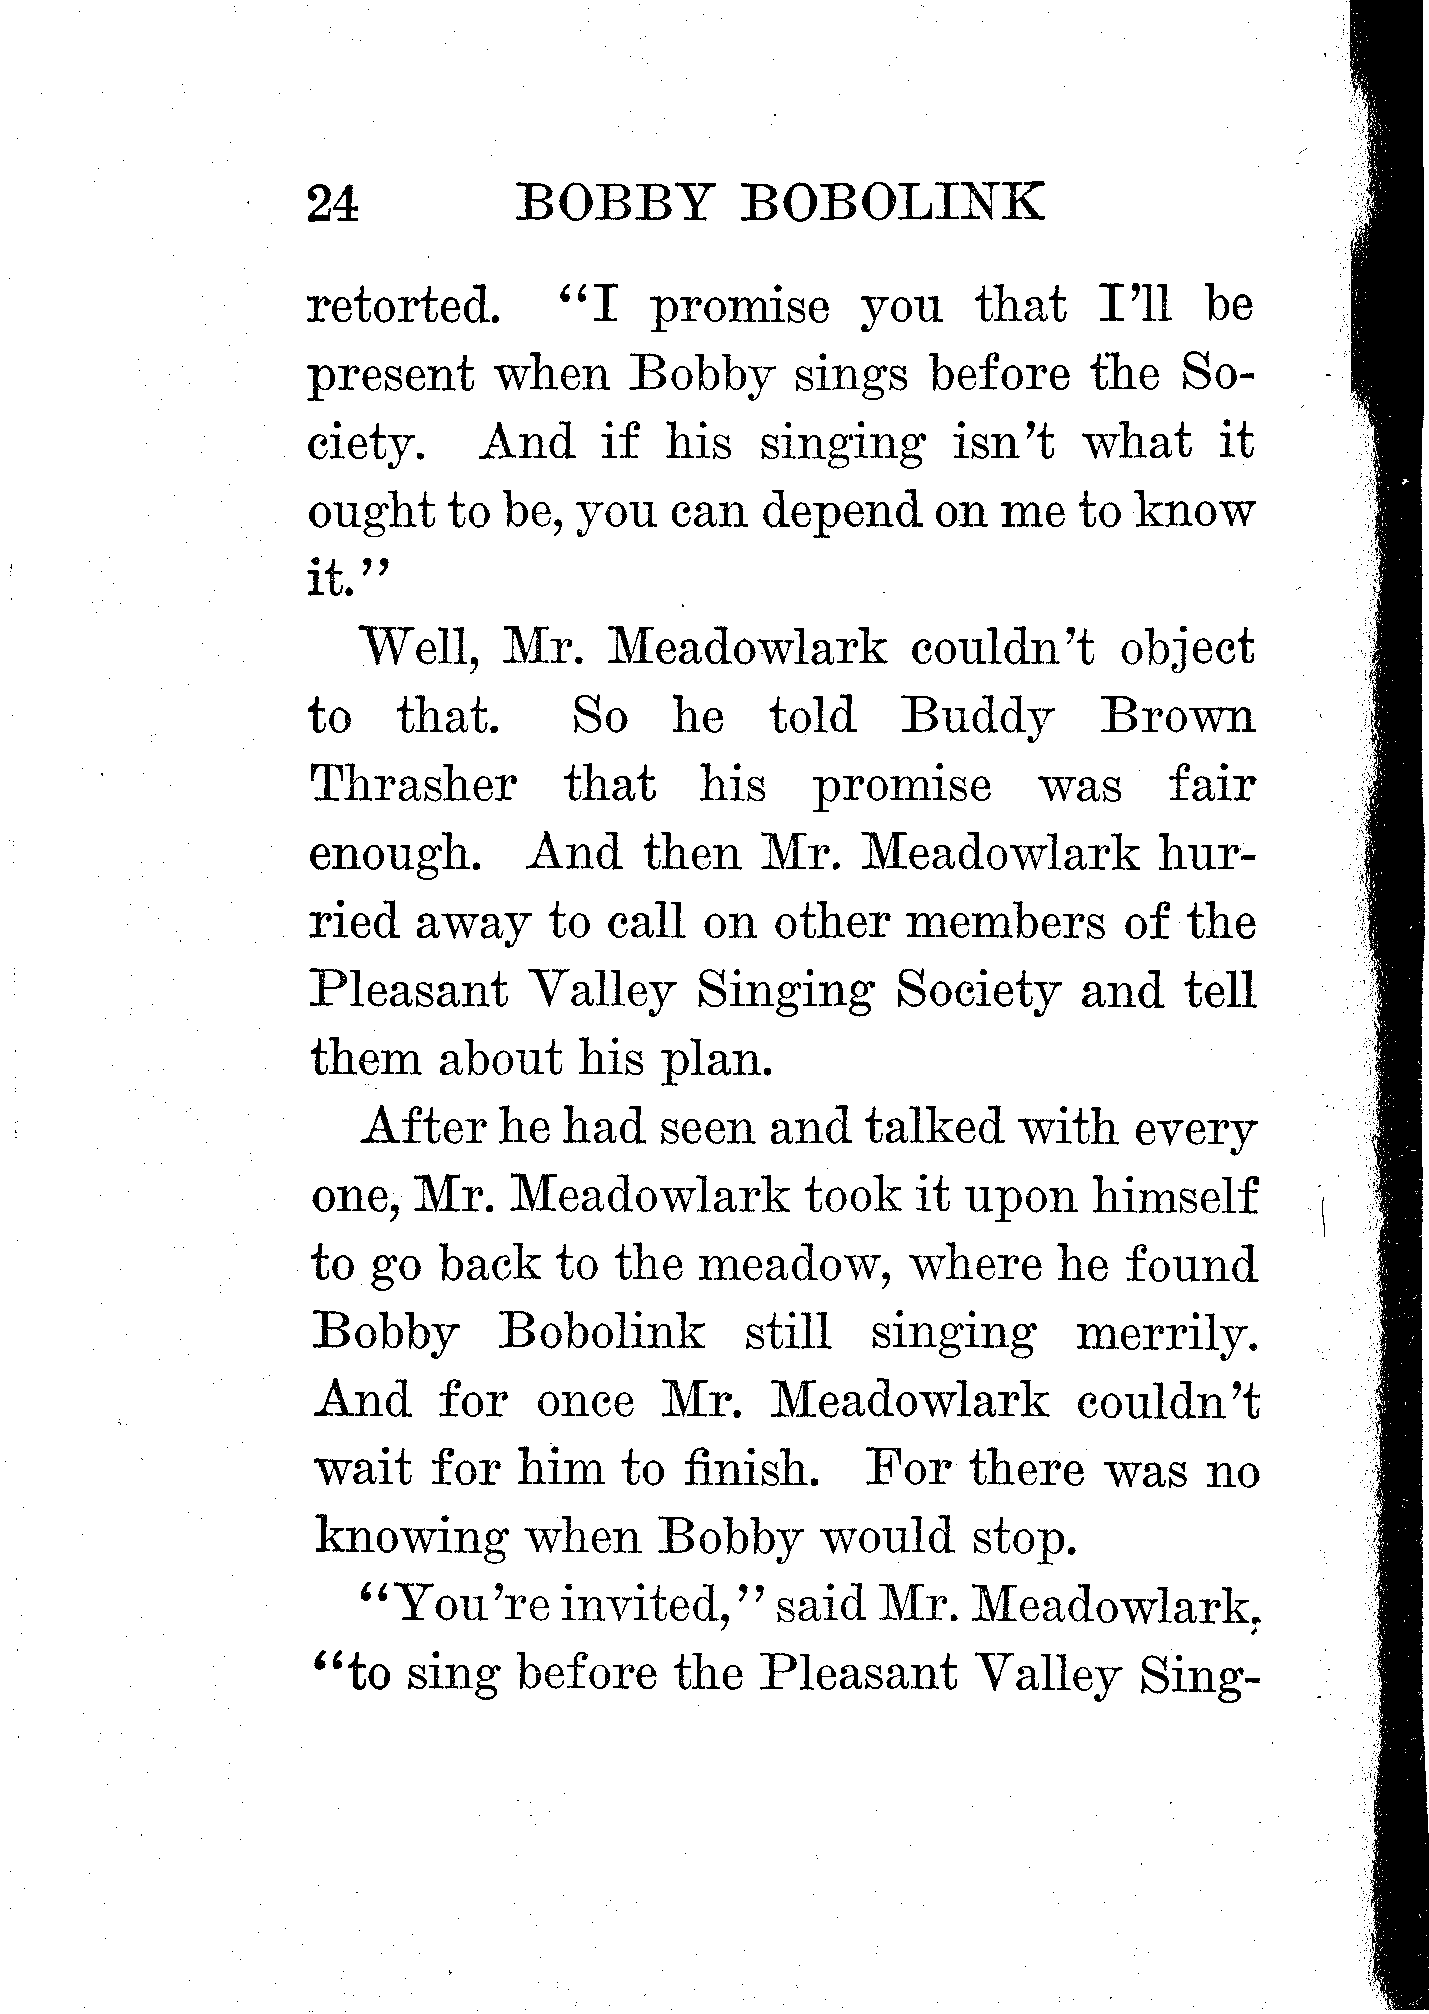 24 BOBBY BOBOLINK
retorted. “I promise you that I’ll be
present when Bobby sings before the So-
ciety. And if his singing isn’t what it
ought to be, you can depend on me to know
it.”
Well, Mr. Meadowlark couldn’t object
to that. So he told Buddy Brown
Thrasher that his promise was fair
enough. And then Mr. Meadowlark hur-
ried away to call on other members of the
Pleasant Valley Singing Society and tell
them about his plan.
After he had seen and talked with every
one, Mr. Meadowlark took it upon himself
to go back to the meadow, where he found
Bobby Bobolink still singing merrily.
And for once Mr. Meadowlark couldn’t
wait for him to finish. For there was no
knowing when Bobby would stop.
“You’re invited,” said Mr. Meadowlark,
“to sing before the Pleasant Valley Sing-